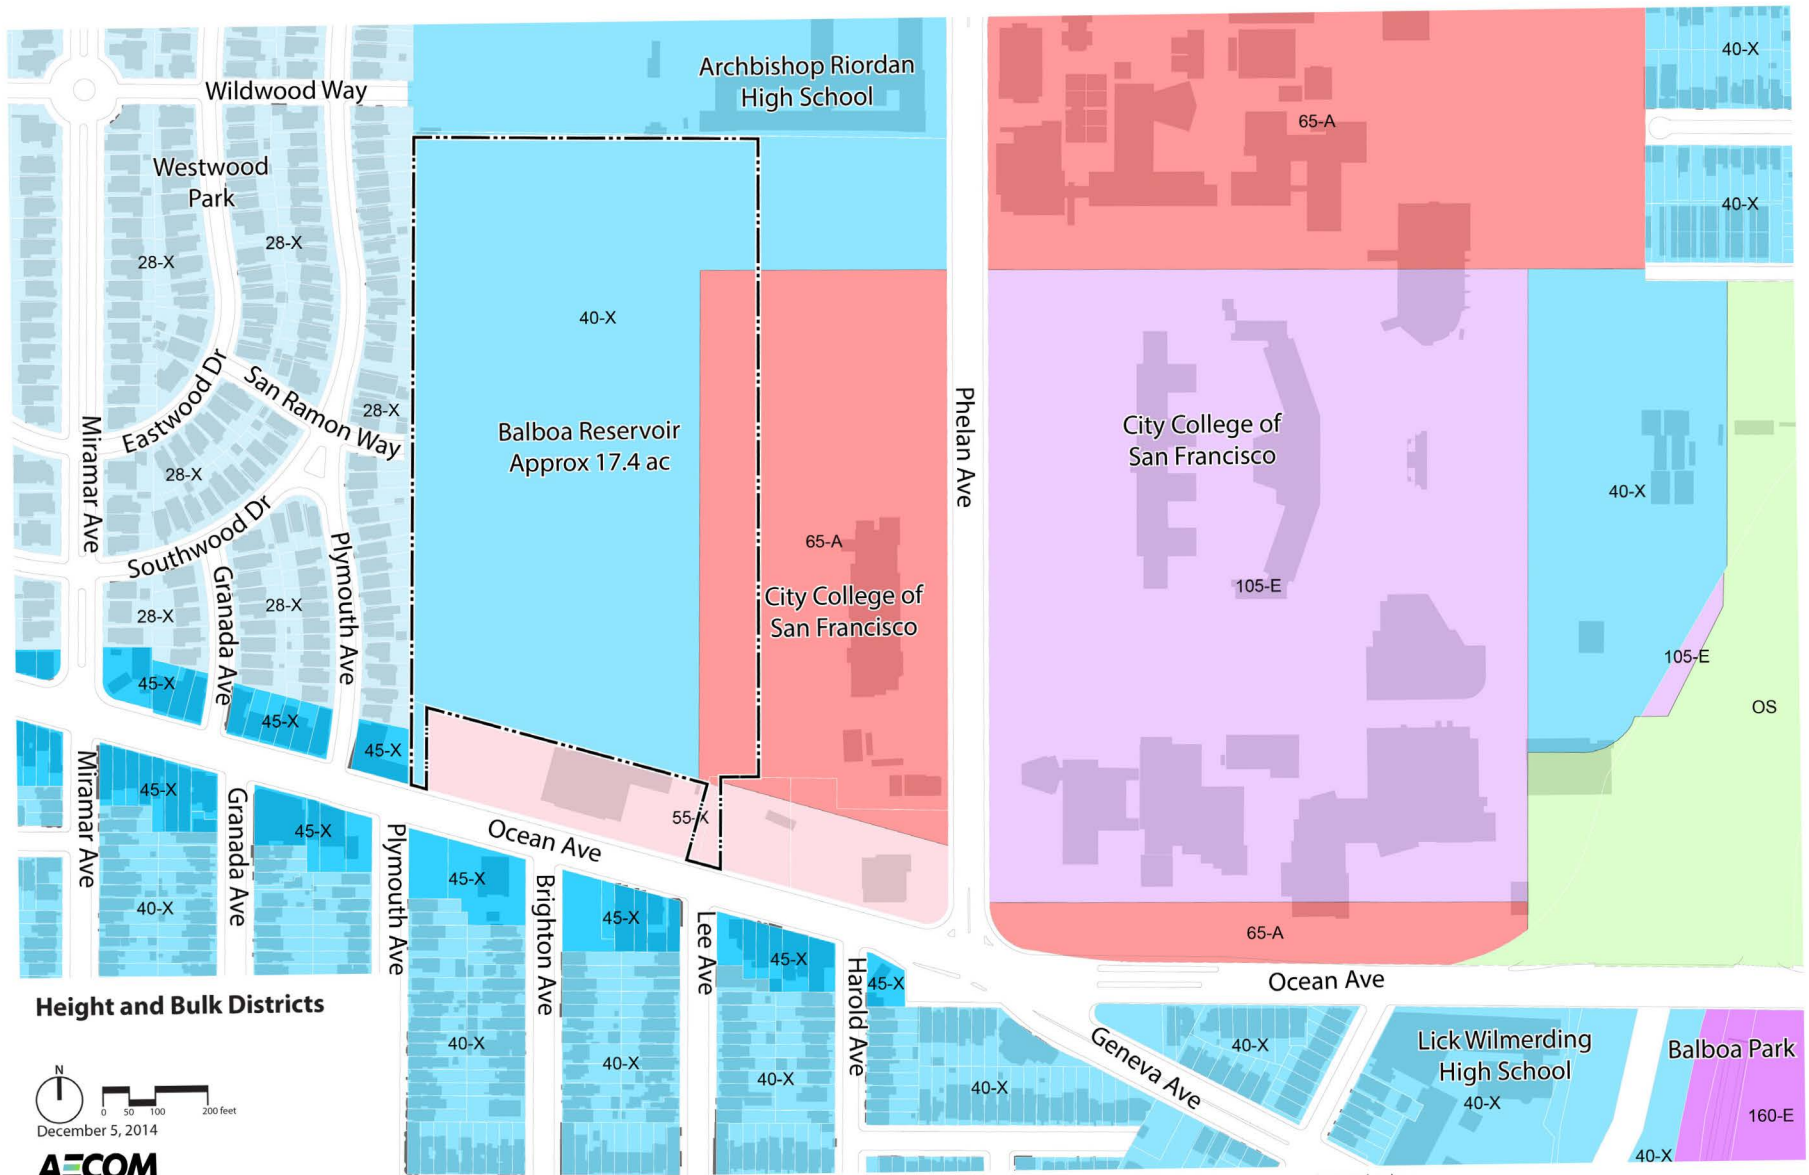 Archbishop Riordan
High School
40-X
Wildwood Way
65-A
Westwood
Park
40-X
28-X
28-X
40-X
Balboa Reservoir
Approx 17.4 ac
Eastwood Dr
San Ramon Way
28-X
Miramar Ave
Phelan Ave
City College of
San Francisco
28-X
40-X
Southwood Dr
65-A
Plymouth Ave
Granada Ave
28-X
28-X
City College of
San Francisco
105-E
105-E
OS
45-X
45-X
45-X
Miramar Ave
45-X
Granada Ave
45-X
55-X
Ocean Ave
Plymouth Ave
45-X
Brighton Ave
45-X
Lee Ave
45-X
Harold Ave
45-X
65-A
Ocean Ave
40-X
40-X
40-X
40-X
40-X
Geneva Ave
40-X
Lick Wilmerding
High School
40-X
Balboa Park
160-E
40-X
Height and Bulk Districts
N
0 50 100 200 feet
December 5, 2014
AECOM